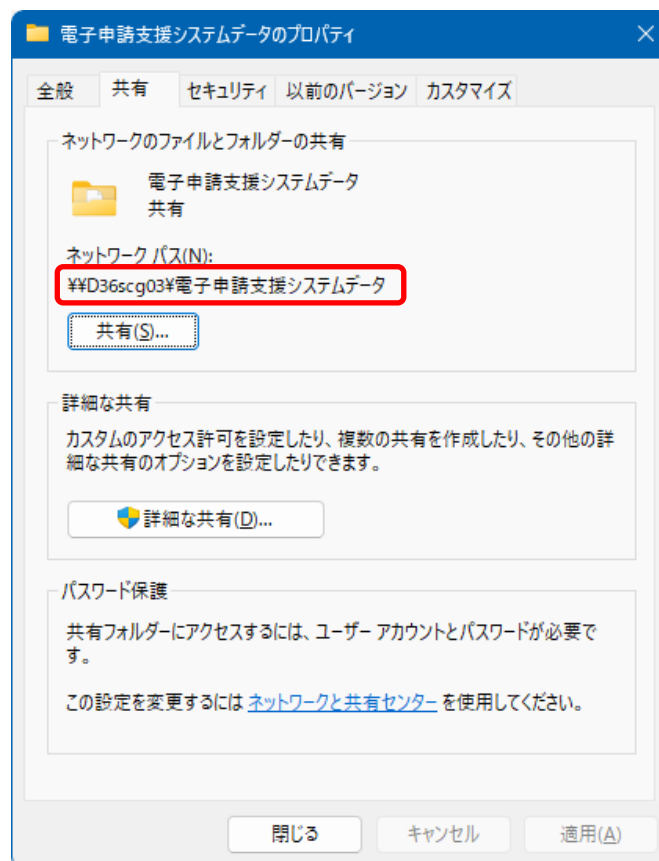 電子申請支援システムデータのプロパティ
全般 共有 セキュリティ 以前のバージョン カスタマイズ
ネットワークのファイルとフォルダーの共有
電子申請支援システムデータ
共有
ネットワーク パス(N):
¥¥D36scg03¥電子申請支援システムデータ
共有(S)...
詳細な共有
カスタムのアクセス許可を設定したり、複数の共有を作成したり、その他の詳
細な共有のオプションを設定したりできます。
詳細な共有(D)...
パスワード保護
共有フォルダーにアクセスするには、ユーザー アカウントとパスワードが必要で
す。
この設定を変更するには ネットワークと共有センター を使用してください。
閉じる キャンセル 適用(A)